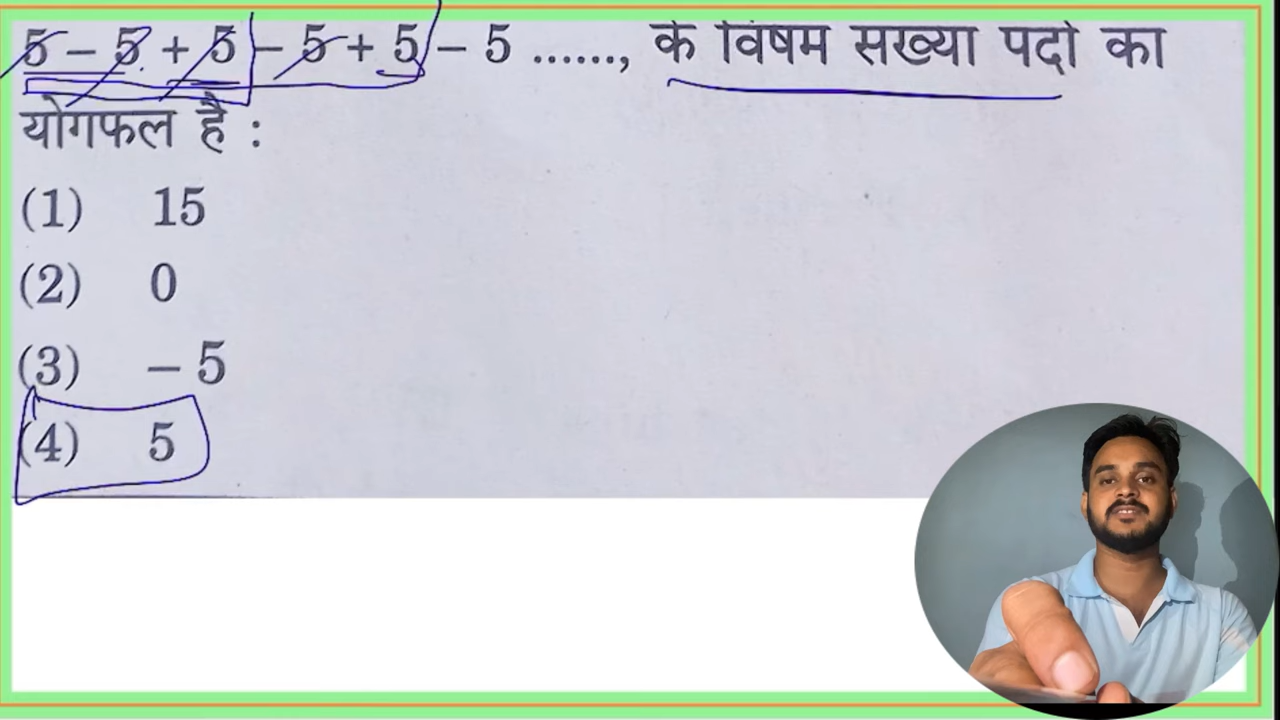 5 – 5 + 5 – 5 + 5 – 5 ......, के विषम संख्या पदों का
योगफल है :
(1) 15
(2) 0
(3) – 5
(4) 5